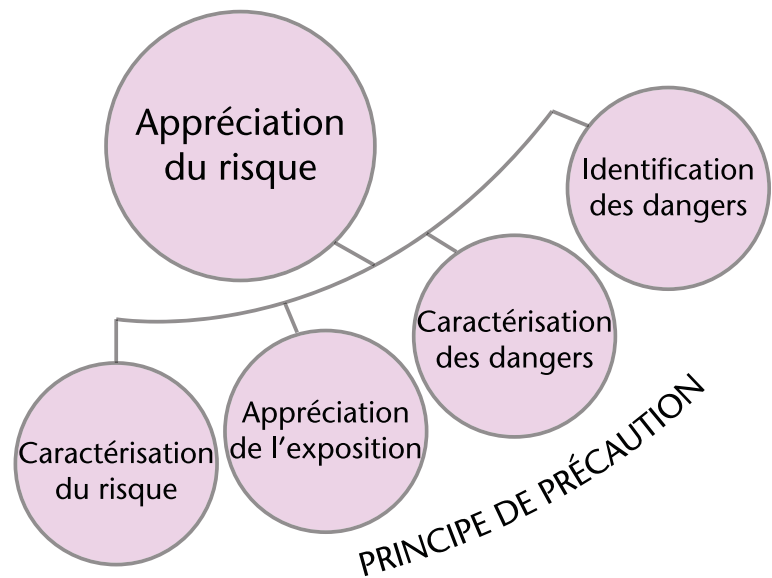 Appréciation
du risque
Identification
des dangers
Caractérisation
des dangers
Appréciation
de l'exposition
Caractérisation
du risque
PRINCIPE DE PRÉCAUTION